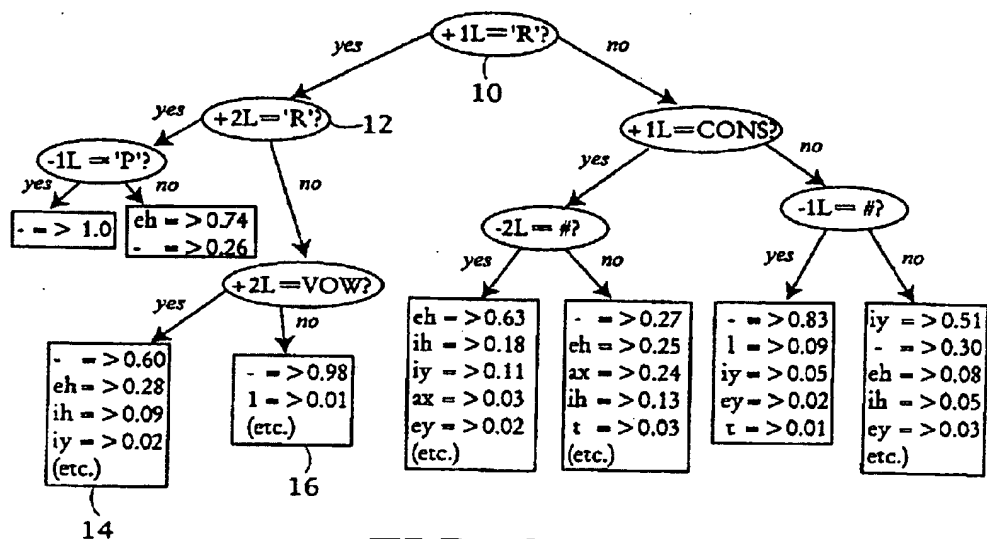 +1L=='R'?
yes
no
10
+2L=='R'?
12
+1L=CONS?
yes
no
yes
no
-1L=='P'?
yes
no
- => 1.0
eh =>0.74
- =>0.26
-2L== #?
-1L== #?
yes
no
yes
no
+2L==VOW?
yes
no
- =>0.60
eh =>0.28
ih =>0.09
iy =>0.02
(etc.)
- =>0.98
l =>0.01
(etc.)
eh =>0.63
ih =>0.18
iy =>0.11
ax =>0.03
ey =>0.02
(etc.)
- =>0.27
eh =>0.25
ax =>0.24
ih =>0.13
t =>0.03
(etc.)
- =>0.83
l =>0.09
iy =>0.05
ey =>0.02
t =>0.01
iy =>0.51
- =>0.30
eh =>0.08
ih =>0.05
ey =>0.03
etc.)
14
16